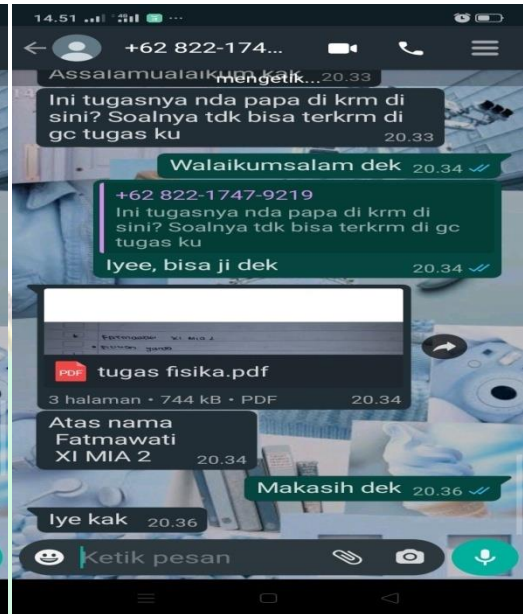 14.51
+62 822-174...
Assalamualaikum kak
mengetik...
20.33
Ini tugasnya nda papa di krm di
sini? Soalnya tdk bisa terkrm di
gc tugas ku
20.33
Walaikumsalam dek 20.34
+62 822-1747-9219
Ini tugasnya nda papa di krm di
sini? Soalnya tdk bisa terkrm di gc
tugas ku
Iyee, bisa ji dek 20.34
PDF tugas fisika.pdf
3 halaman • 744 kB • PDF 20.34
Atas nama
Fatmawati
XI MIA 2 20.34
Makasih dek 20.36
Iye kak 20.36
Ketik pesan